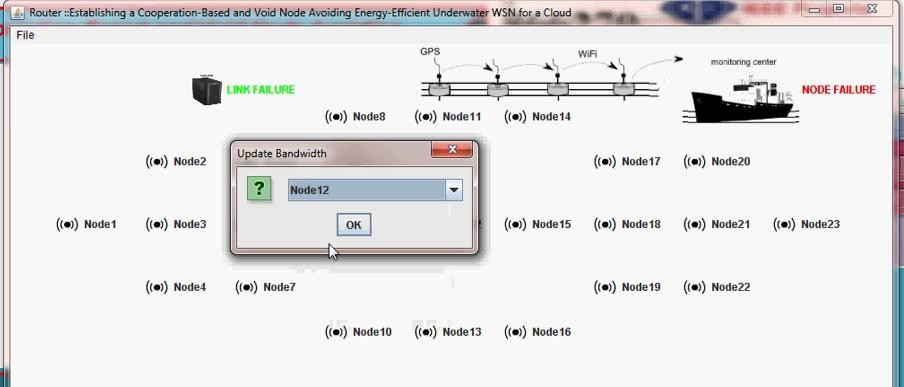 Router ::Establishing a Cooperation-Based and Void Node Avoiding Energy-Efficient Underwater WSN for a Cloud
File
GPS
WiFi
monitoring center
LINK FAILURE
NODE FAILURE
Node8
Node11
Node14
Update Bandwidth
Node2
Node17
Node20
?
Node12
Node1
Node3
OK
Node15
Node18
Node21
Node23
Node4
Node7
Node19
Node22
Node10
Node13
Node16